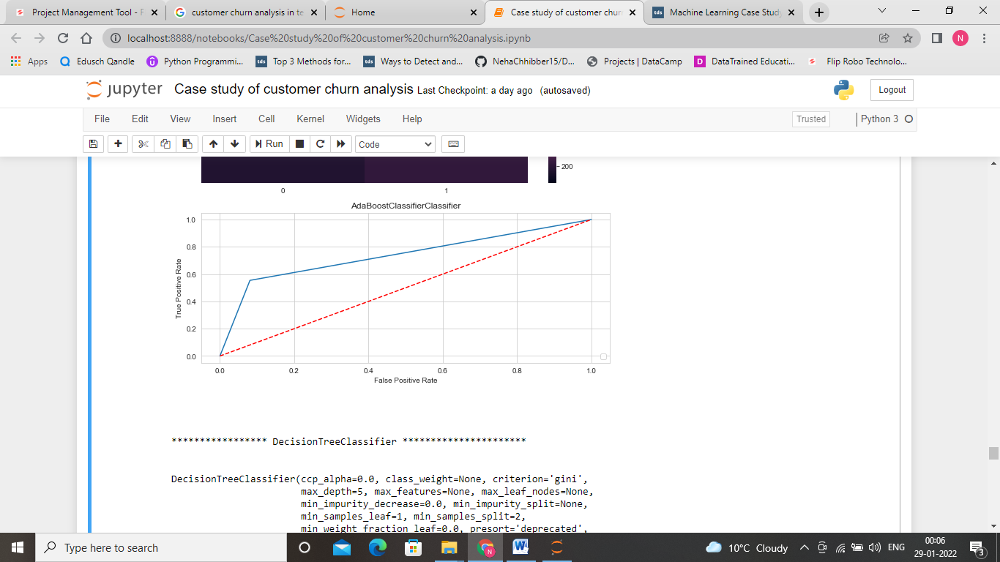 Project Management Tool - F
customer churn analysis in te
Home
Case study of customer churn
tds Machine Learning Case Study
localhost:8888/notebooks/Case%20study%20of%20customer%20churn%20analysis.ipynb
N
Apps
Edusch Qandle
Python Programmi...
tds Top 3 Methods for...
tds Ways to Detect and...
NehaChhibber15/D...
Projects | DataCamp
D DataTrained Educati...
Flip Robo Technolo...
jupyter Case study of customer churn analysis Last Checkpoint: a day ago (autosaved)
Logout
File Edit View Insert Cell Kernel Widgets Help
Trusted
Python 3
Run
Code
200
0 1
AdaBoostClassifierClassifier
1.0
0.8
0.6
0.4
0.2
0.0
True Positive Rate
0.0 0.2 0.4 0.6 0.8 1.0
False Positive Rate
***************** DecisionTreeClassifier **********************
DecisionTreeClassifier(ccp_alpha=0.0, class_weight=None, criterion='gini',
max_depth=5, max_features=None, max_leaf_nodes=None,
min_impurity_decrease=0.0, min_impurity_split=None,
min_samples_leaf=1, min_samples_split=2,
min_weight_fraction_leaf=0.0, presort='deprecated',
Type here to search
N
W
10°C Cloudy
ENG
00:06
29-01-2022
3